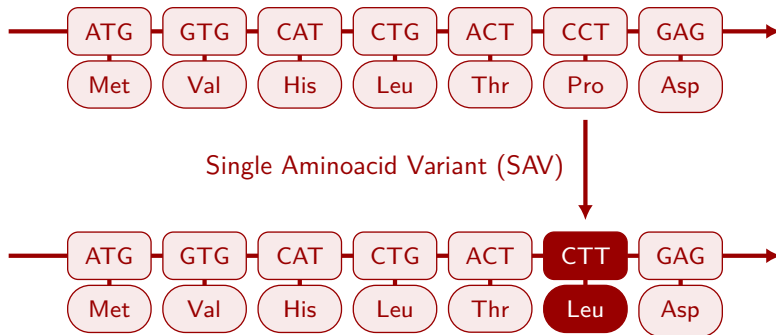 ATG GTG CAT CTG ACT CCT GAG
Met Val His Leu Thr Pro Asp
Single Aminoacid Variant (SAV)
ATG GTG CAT CTG ACT CTT GAG
Met Val His Leu Thr Leu Asp